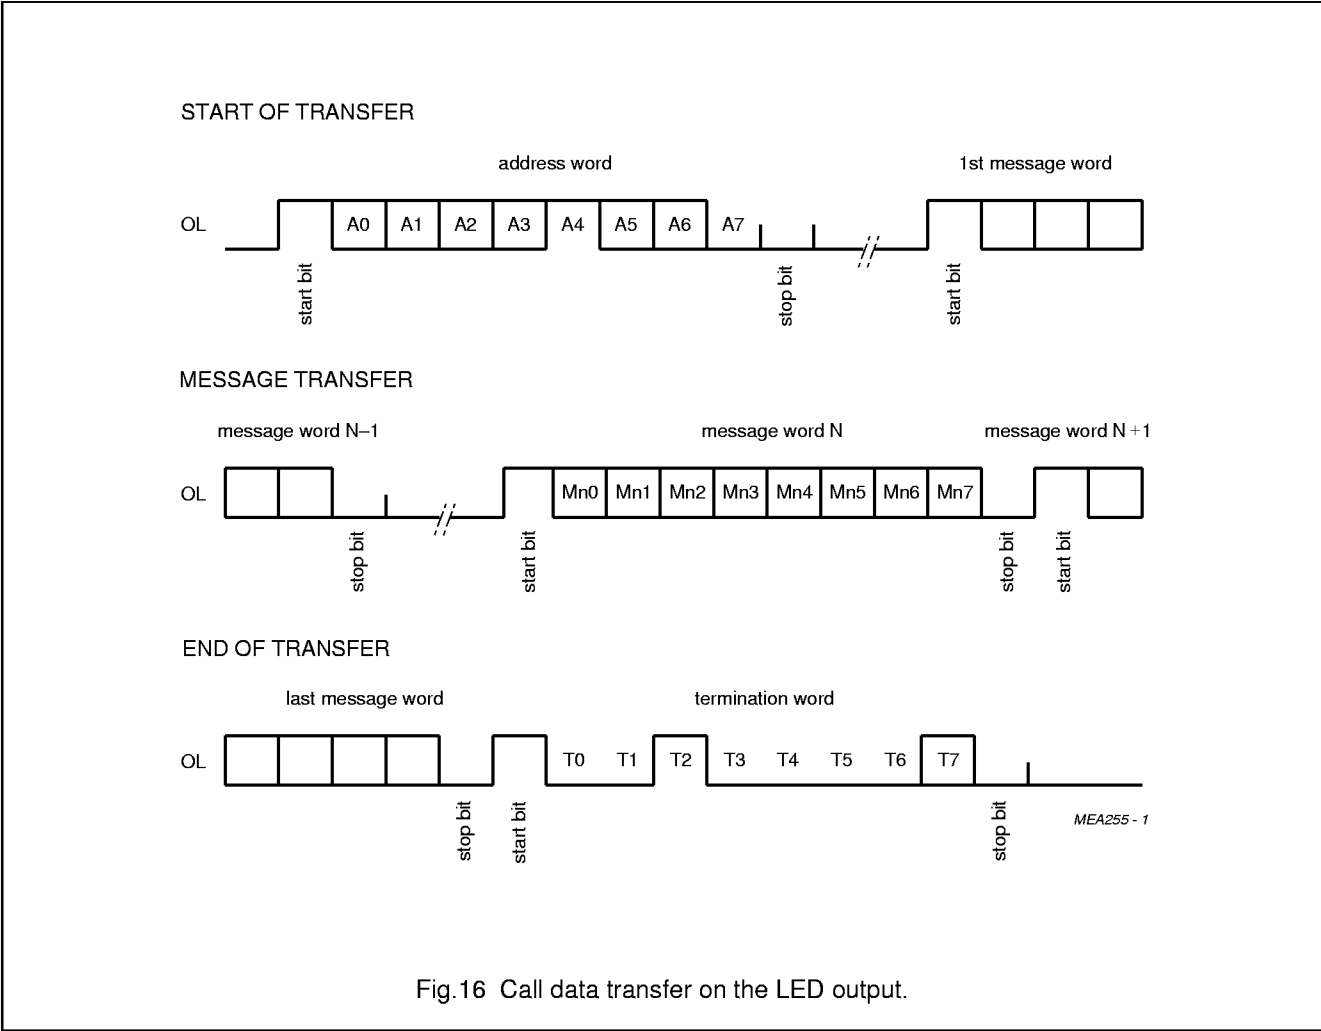 START OF TRANSFER
address word
1st message word
OL
A0 A1 A2 A3 A4 A5 A6 A7
start bit
stop bit
start bit
MESSAGE TRANSFER
message word N–1
message word N
message word N +1
OL
Mn0 Mn1 Mn2 Mn3 Mn4 Mn5 Mn6 Mn7
stop bit
start bit
stop bit
start bit
END OF TRANSFER
last message word
termination word
OL
T0 T1 T2 T3 T4 T5 T6 T7
stop bit
start bit
stop bit
MEA255 - 1
Fig.16 Call data transfer on the LED output.